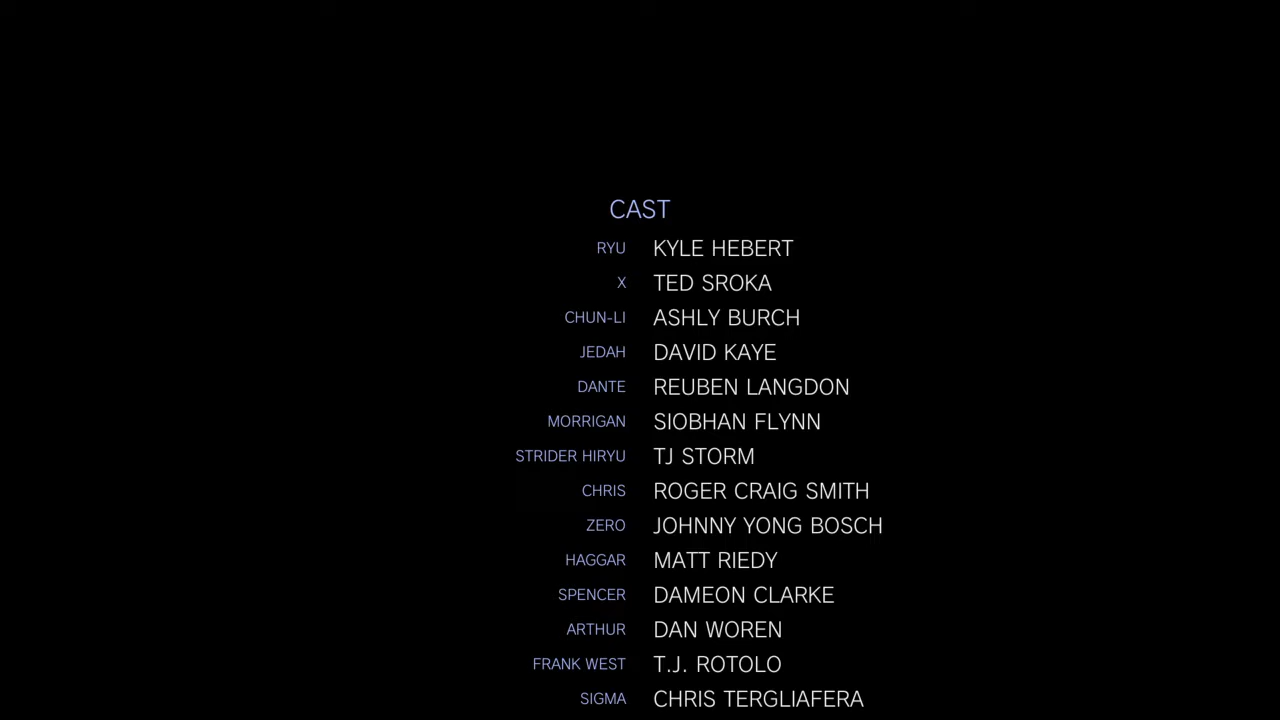 CAST
RYU KYLE HEBERT
X TED SROKA
CHUN-LI ASHLY BURCH
JEDAH DAVID KAYE
DANTE REUBEN LANGDON
MORRIGAN SIOBHAN FLYNN
STRIDER HIRYU TJ STORM
CHRIS ROGER CRAIG SMITH
ZERO JOHNNY YONG BOSCH
HAGGAR MATT RIEDY
SPENCER DAMEON CLARKE
ARTHUR DAN WOREN
FRANK WEST T.J. ROTOLO
SIGMA CHRIS TERGLIAFERA